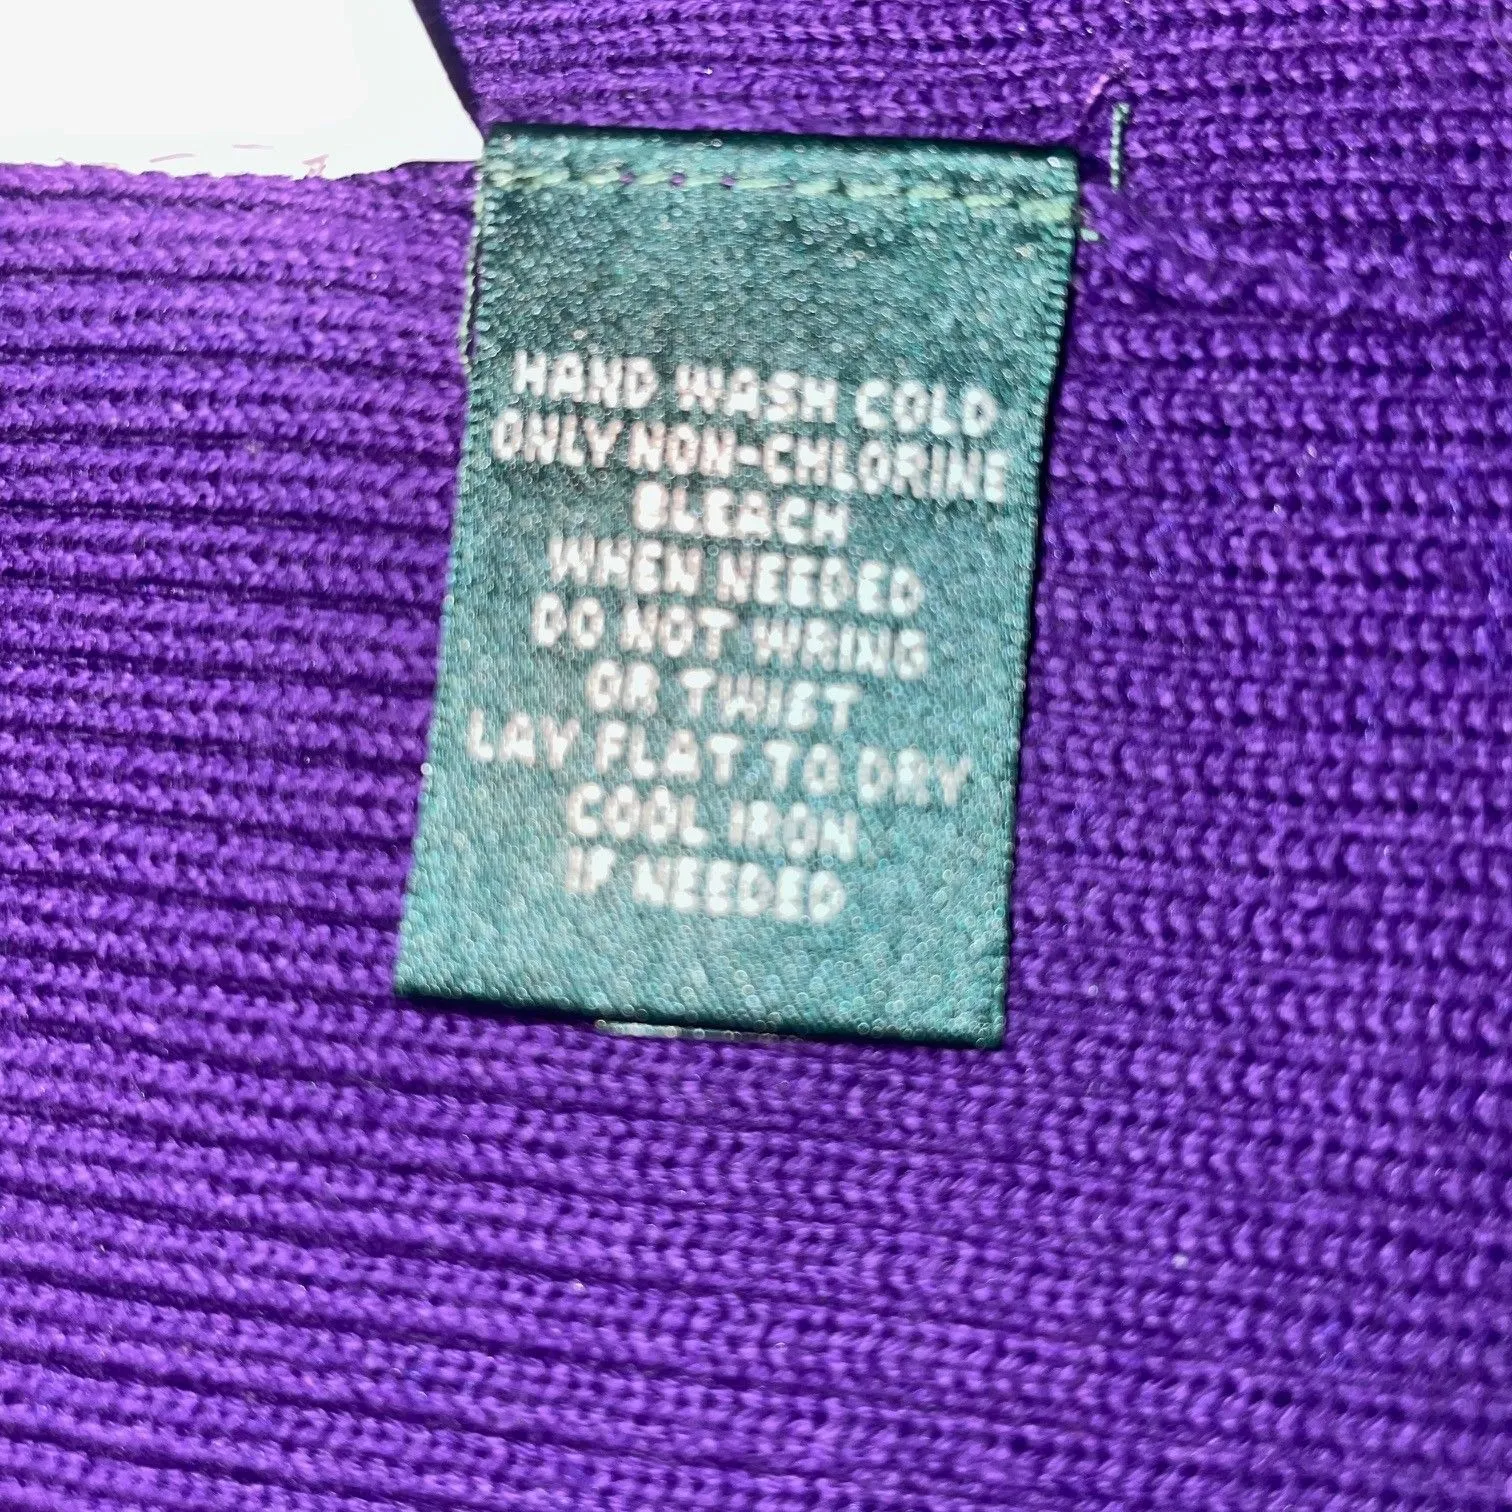 HAND WASH COLD
ONLY NON-CHLORINE
BLEACH
WHEN NEEDED
DO NOT WRING
OR TWIST
LAY FLAT TO DRY
COOL IRON
IF NEEDED